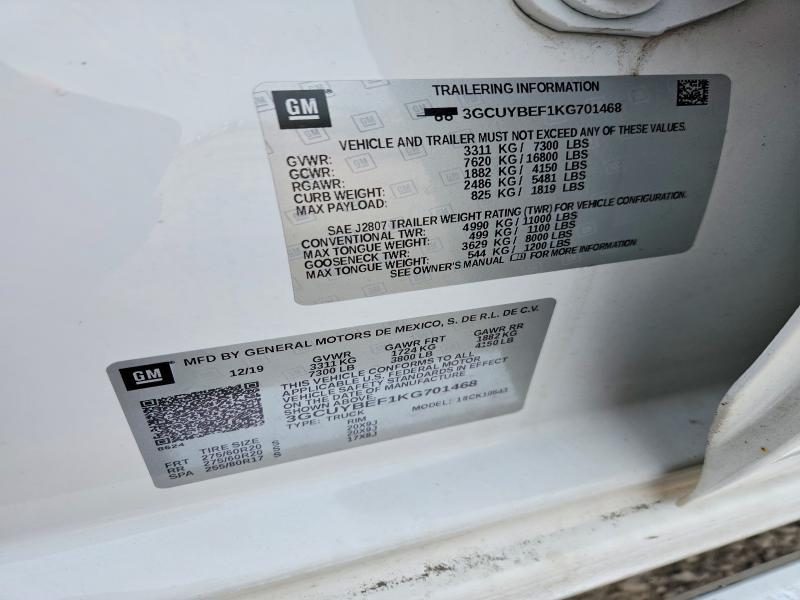 GM
TRAILERING INFORMATION
3GCUYBEF1KG701468
VEHICLE AND TRAILER MUST NOT EXCEED ANY OF THESE VALUES.
GVWR: 3311 KG / 7300 LBS
GCWR: 7620 KG / 16800 LBS
RGAWR: 1882 KG / 4150 LBS
CURB WEIGHT: 2486 KG / 5481 LBS
MAX PAYLOAD: 825 KG / 1819 LBS
SAE J2807 TRAILER WEIGHT RATING (TWR) FOR VEHICLE CONFIGURATION.
CONVENTIONAL TWR: 4990 KG / 11000 LBS
MAX TONGUE WEIGHT: 499 KG / 1100 LBS
GOOSENECK TWR: 3629 KG / 8000 LBS
MAX TONGUE WEIGHT: 544 KG / 1200 LBS
SEE OWNER'S MANUAL FOR MORE INFORMATION
GM
MFD BY GENERAL MOTORS DE MEXICO, S. DE R.L. DE C.V.
12/19 GVWR GAWR FRT GAWR RR
3311 KG 1724 KG 1882 KG
7300 LB 3800 LB 4150 LB
THIS VEHICLE CONFORMS TO ALL
APPLICABLE U.S. FEDERAL MOTOR
VEHICLE SAFETY STANDARDS IN EFFECT
ON THE DATE OF MANUFACTURE
SHOWN ABOVE.
3GCUYBEF1KG701468
TYPE: TRUCK MODEL: 18CK10543
8624
TIRE SIZE RIM
FRT 275/60R20 S 20X9J
RR 275/60R20 S 20X9J
SPA 255/80R17 S 17X8J